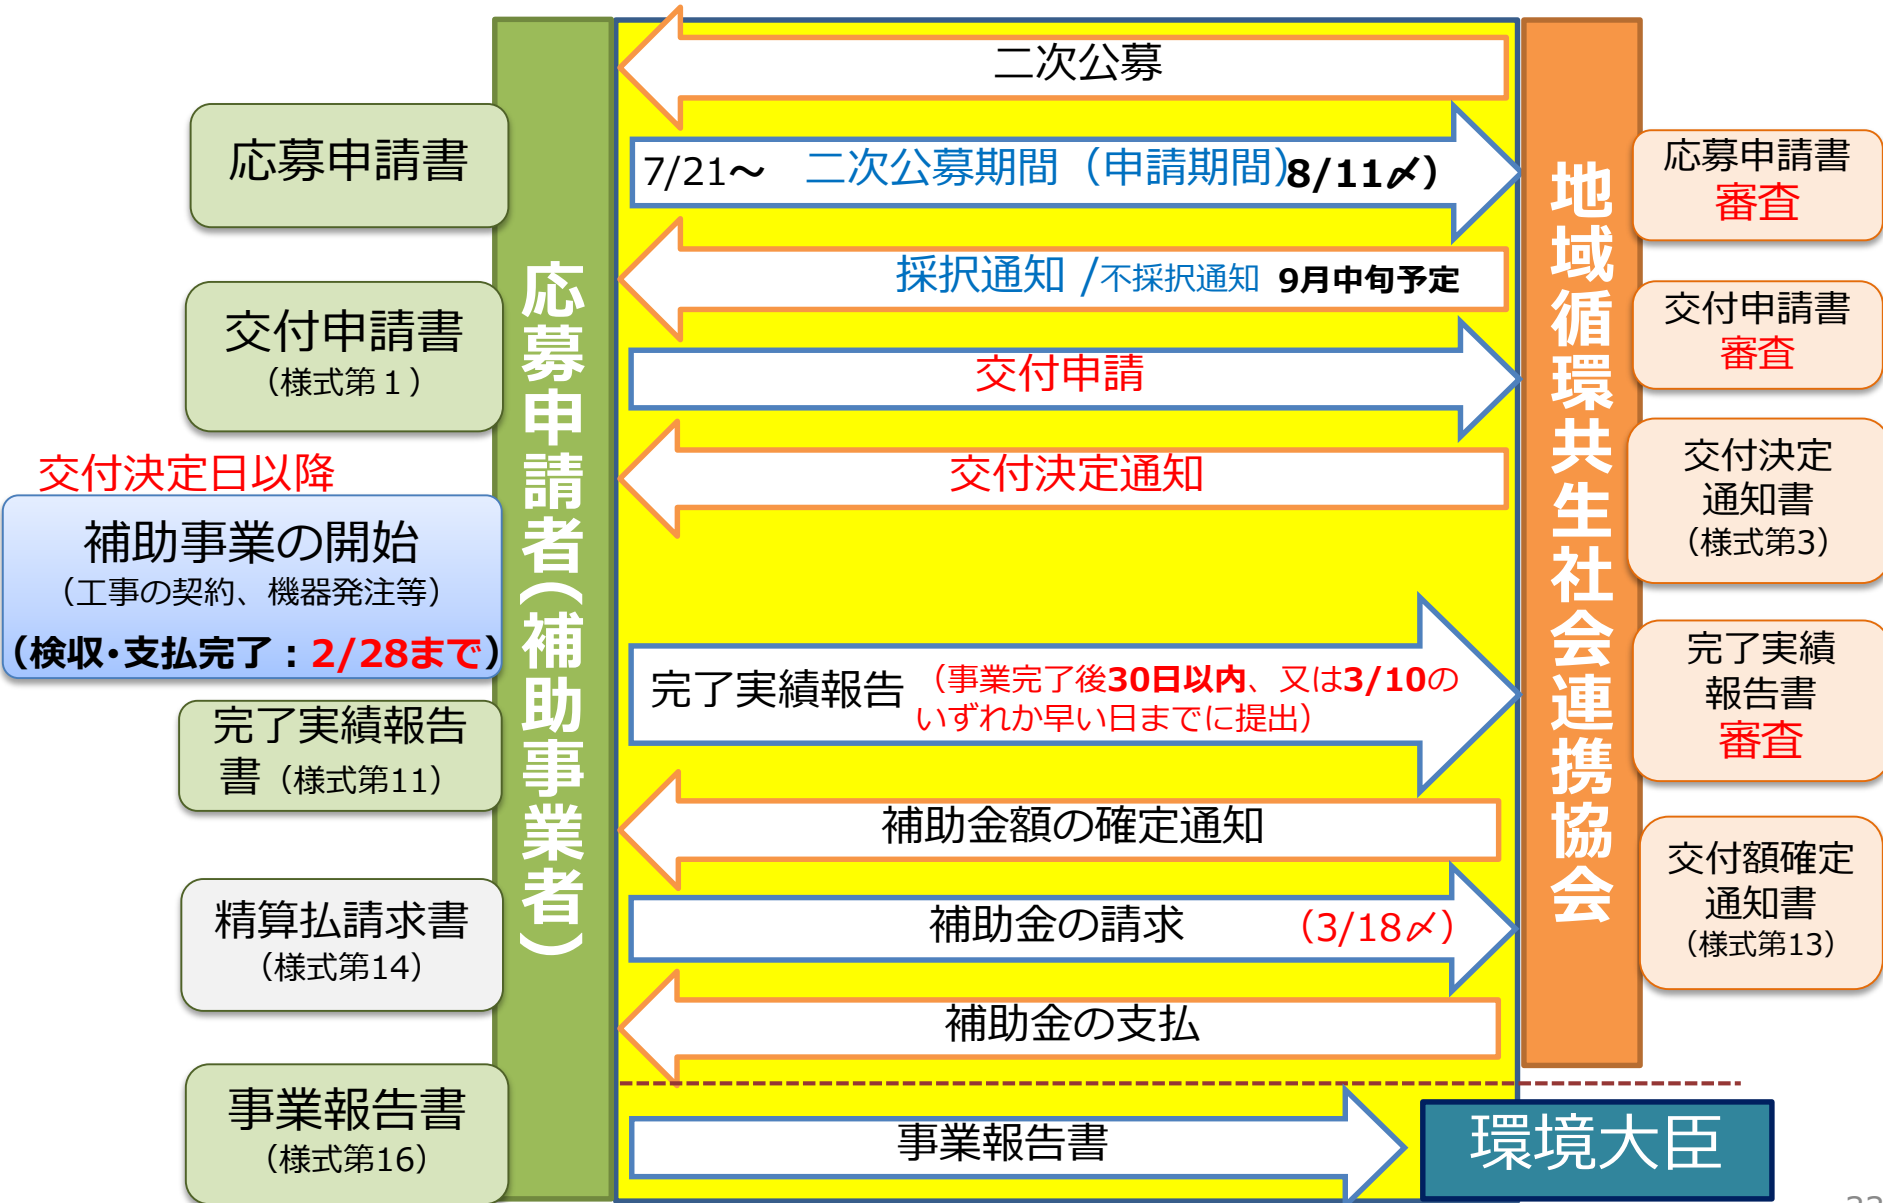 二次公募
応募申請書
7/21～ 二次公募期間（申請期間）8/11〆）
応募申請書
審査
採択通知 /不採択通知 9月中旬予定
交付申請書
（様式第１）
交付申請
交付申請書
審査
交付決定通知
交付決定
通知書
（様式第3）
交付決定日以降
補助事業の開始
（工事の契約、機器発注等）
（検収・支払完了：2/28まで）
完了実績報告
（事業完了後30日以内、又は3/10の
いずれか早い日までに提出）
完了実績
報告書
審査
完了実績報告
書（様式第11）
補助金額の確定通知
交付額確定
通知書
（様式第13）
精算払請求書
（様式第14）
補助金の請求 （3/18〆）
補助金の支払
事業報告書
（様式第16）
事業報告書
環境大臣
応募申請者（補助事業者）
地域循環共生社会連携協会